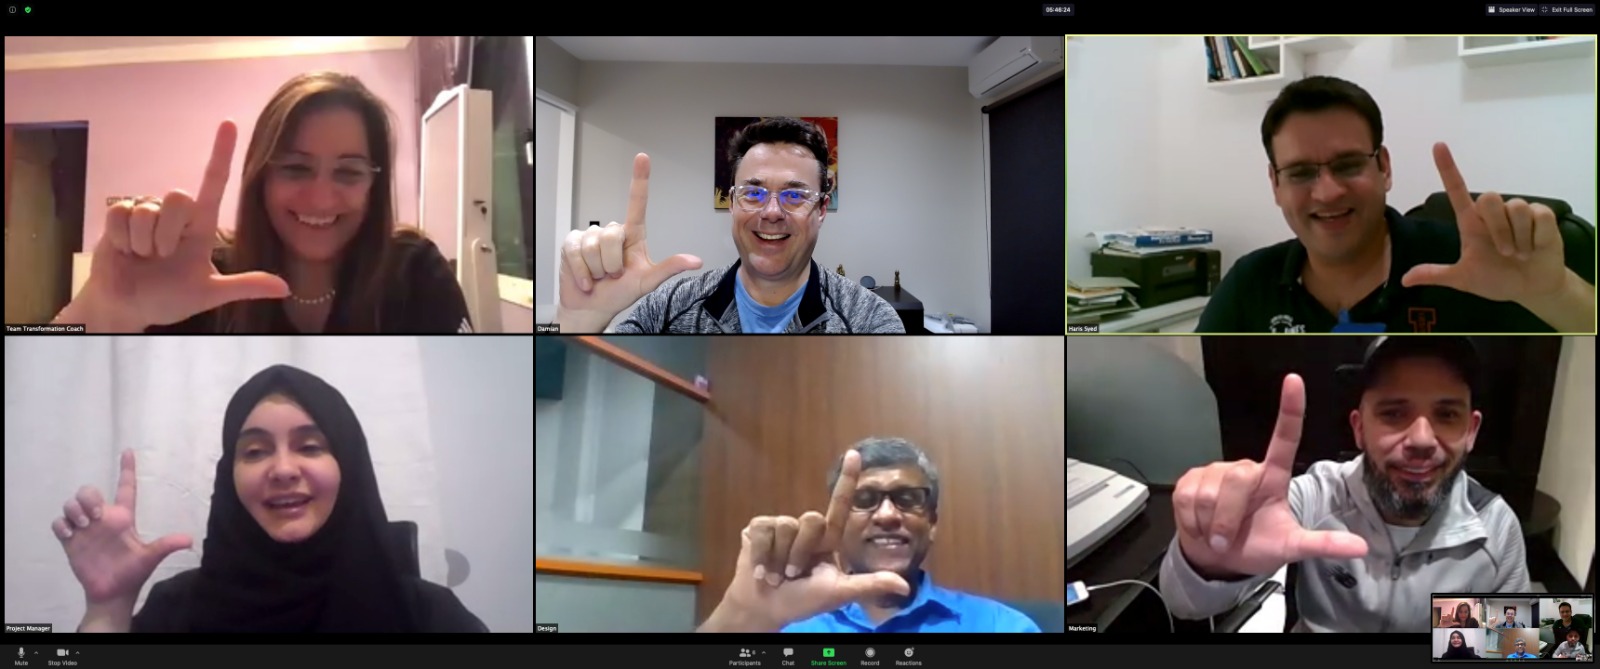 05:46:24
Speaker View
Exit Full Screen
Team Transformation Coach
Damian
Haris Syed
Project Manager
Design
Marketing
Mute
Stop Video
Participants
Chat
Share Screen
Record
Reactions